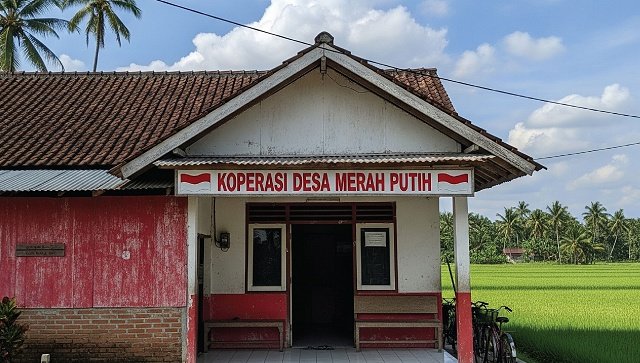 KOPERASI DESA MERAH PUTIH